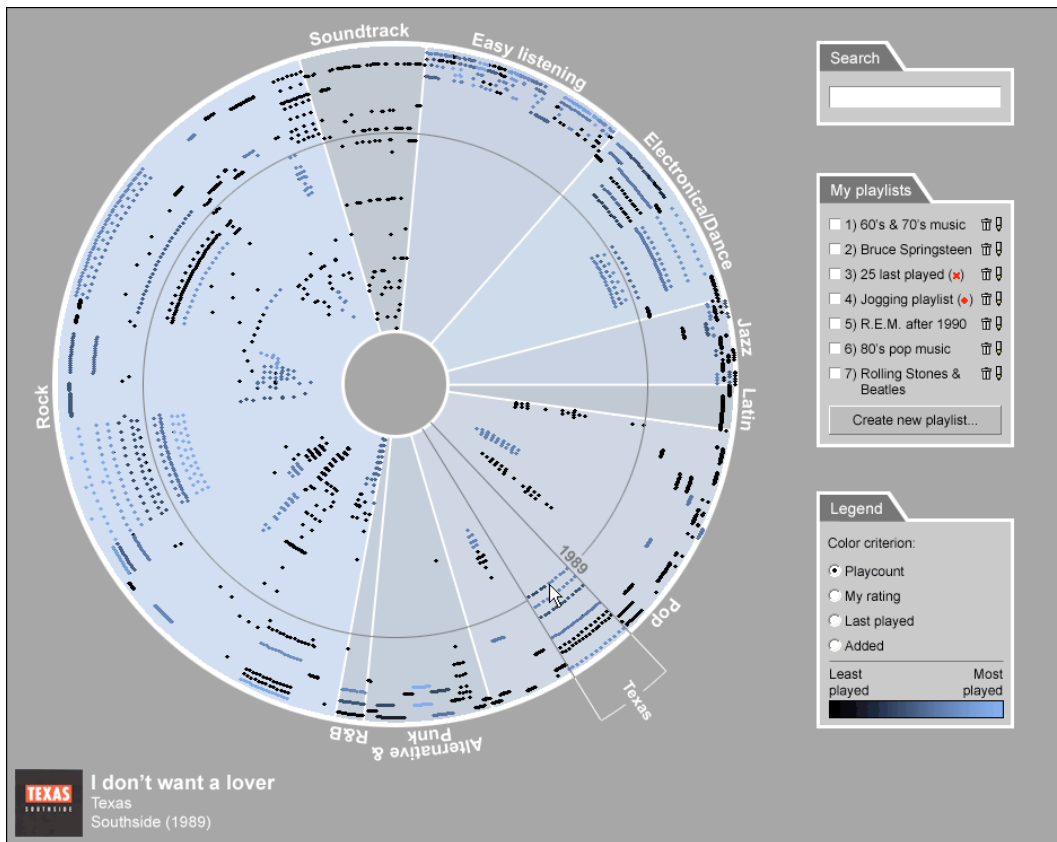 Soundtrack
Easy listening
Electronica/Dance
Jazz
Latin
Pop
Alternative &
Punk
R&B
Rock
1989
Texas
Search
My playlists
1) 60's & 70's music
2) Bruce Springsteen
3) 25 last played (×)
4) Jogging playlist (♦)
5) R.E.M. after 1990
6) 80's pop music
7) Rolling Stones &
Beatles
Create new playlist...
Legend
Color criterion:
Playcount
My rating
Last played
Added
Least
played
Most
played
TEXAS
SOUTHSIDE
I don't want a lover
Texas
Southside (1989)